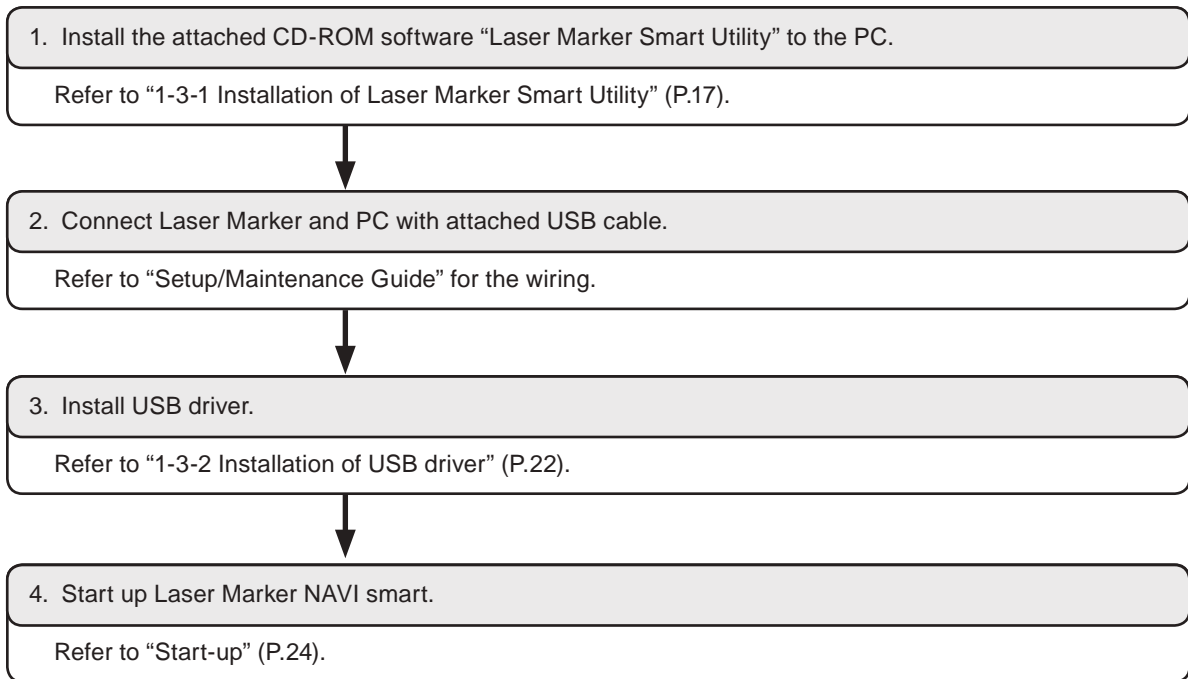 1. Install the attached CD-ROM software “Laser Marker Smart Utility” to the PC.
Refer to “1-3-1 Installation of Laser Marker Smart Utility” (P.17).
2. Connect Laser Marker and PC with attached USB cable.
Refer to “Setup/Maintenance Guide” for the wiring.
3. Install USB driver.
Refer to “1-3-2 Installation of USB driver” (P.22).
4. Start up Laser Marker NAVI smart.
Refer to “Start-up” (P.24).